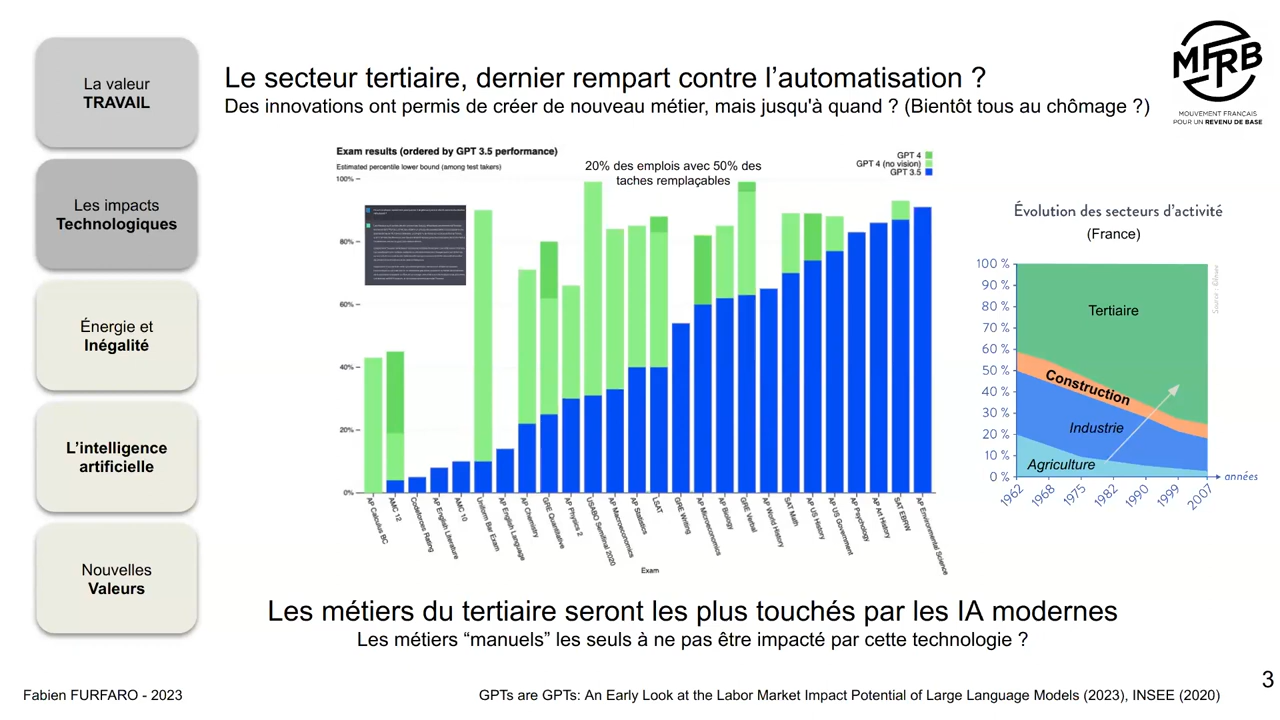 La valeur
TRAVAIL
Les impacts
Technologiques
Énergie et
Inégalité
L'intelligence
artificielle
Nouvelles
Valeurs
Le secteur tertiaire, dernier rempart contre l'automatisation ?
Des innovations ont permis de créer de nouveau métier, mais jusqu'à quand ? (Bientôt tous au chômage ?)
MFRB
MOUVEMENT FRANÇAIS
POUR UN REVENU DE BASE
Exam results (ordered by GPT 3.5 performance)
Estimated percentile lower bound (among test takers)
20% des emplois avec 50% des
taches remplaçables
GPT 4
GPT 4 (no vision)
GPT 3.5
100%
80%
60%
40%
20%
0%
AP Calculus BC
AMC 12
Codeforces Rating
AP English Literature
AMC 10
Uniform Bar Exam
AP English Language
AP Chemistry
GRE Quantitative
AP Physics 2
USABO Semifinal 2020
AP Macroeconomics
AP Statistics
LSAT
GRE Writing
AP Microeconomics
AP Biology
GRE Verbal
AP World History
SAT Math
AP US History
AP US Government
AP Psychology
AP Art History
SAT EBRW
AP Environmental Science
Exam
Évolution des secteurs d'activité
(France)
100 %
90 %
80 %
70 %
60 %
50 %
40 %
30 %
20 %
10 %
0 %
Tertiaire
Construction
Industrie
Agriculture
1962
1968
1975
1982
1990
1999
2007
années
Les métiers du tertiaire seront les plus touchés par les IA modernes
Les métiers “manuels” les seuls à ne pas être impacté par cette technologie ?
Fabien FURFARO - 2023
GPTs are GPTs: An Early Look at the Labor Market Impact Potential of Large Language Models (2023), INSEE (2020)
3